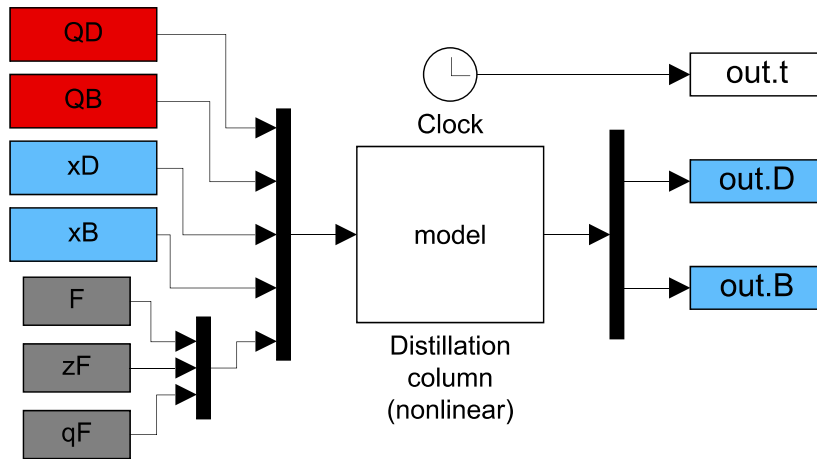 QD
QB
xD
xB
F
zF
qF
Clock
model
Distillation
column
(nonlinear)
out.t
out.D
out.B